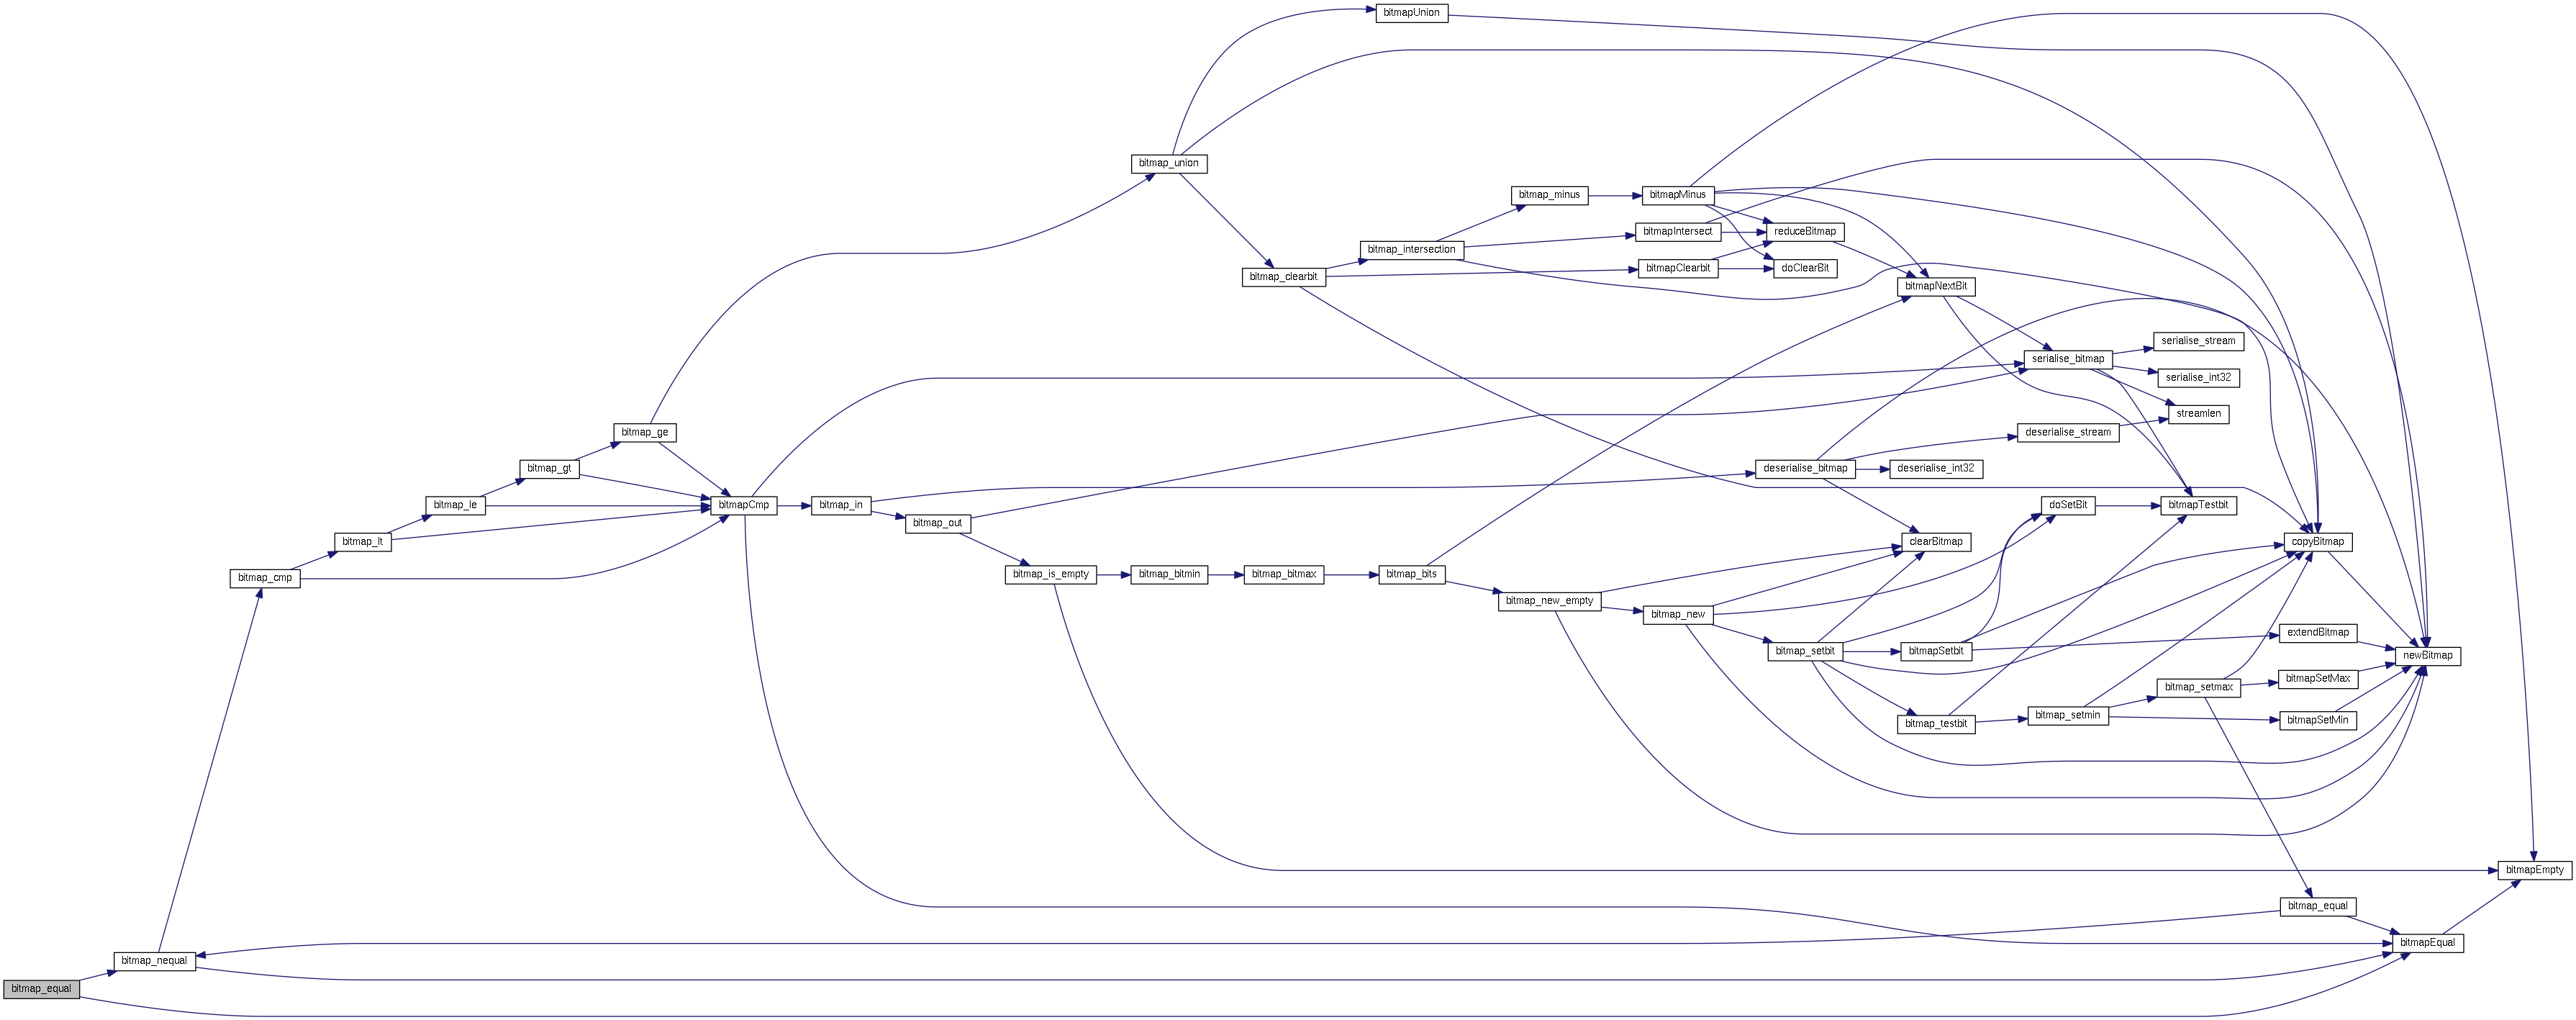 bitmapUnion
bitmap_union
bitmap_minus
bitmapMinus
bitmapIntersect
reduceBitmap
bitmap_intersection
bitmapClearbit
doClearBit
bitmap_clearbit
bitmapNextBit
serialise_stream
serialise_bitmap
serialise_int32
streamlen
bitmap_ge
deserialise_stream
bitmap_gt
deserialise_bitmap
deserialise_int32
bitmap_le
bitmapCmp
bitmap_in
doSetBit
bitmapTestbit
bitmap_out
bitmap_lt
clearBitmap
copyBitmap
bitmap_cmp
bitmap_is_empty
bitmap_bitmin
bitmap_bitmax
bitmap_bits
bitmap_new_empty
bitmap_new
extendBitmap
bitmap_setbit
bitmapSetbit
newBitmap
bitmapSetMax
bitmap_setmax
bitmap_setmin
bitmapSetMin
bitmap_testbit
bitmapEmpty
bitmap_equal
bitmapEqual
bitmap_nequal
bitmap_equal